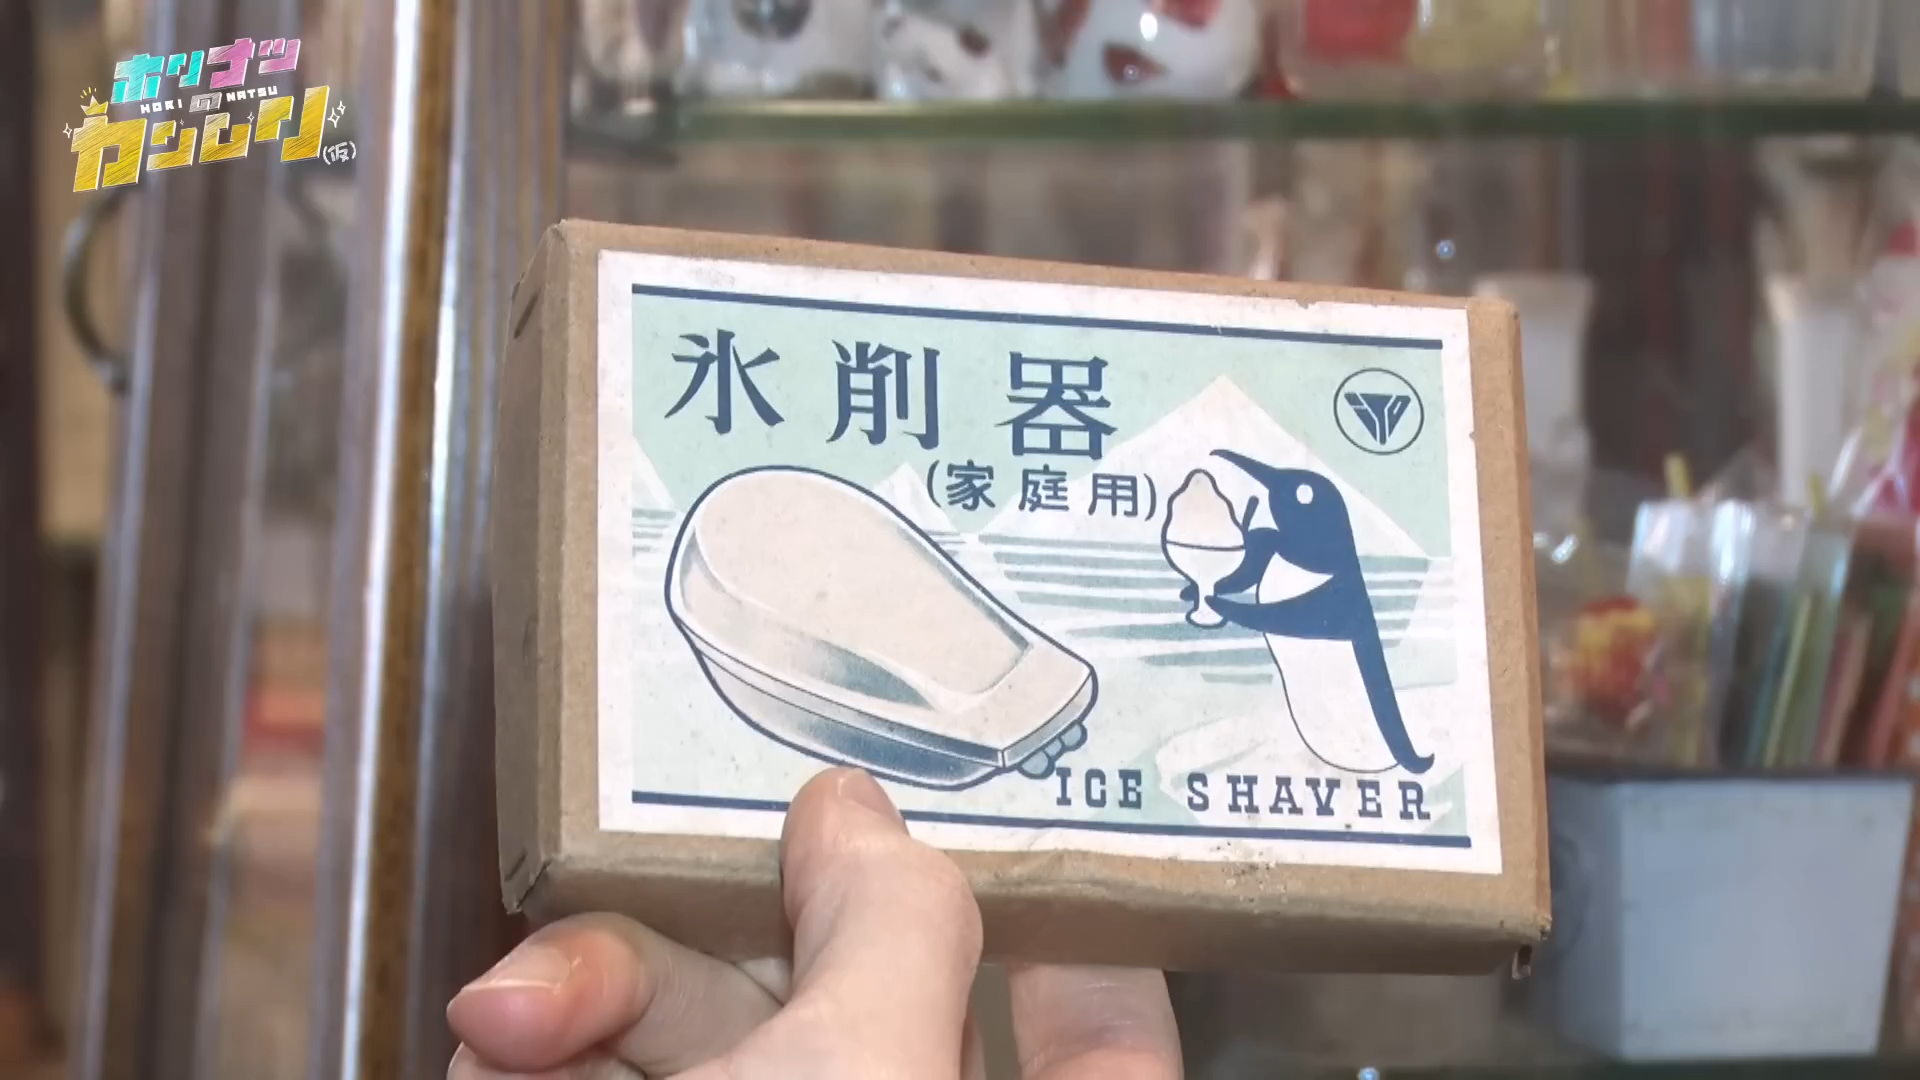 ホリナツ
HORI の NATSU
カンレク
(仮)
氷削器
(家庭用)
ICE SHAVER